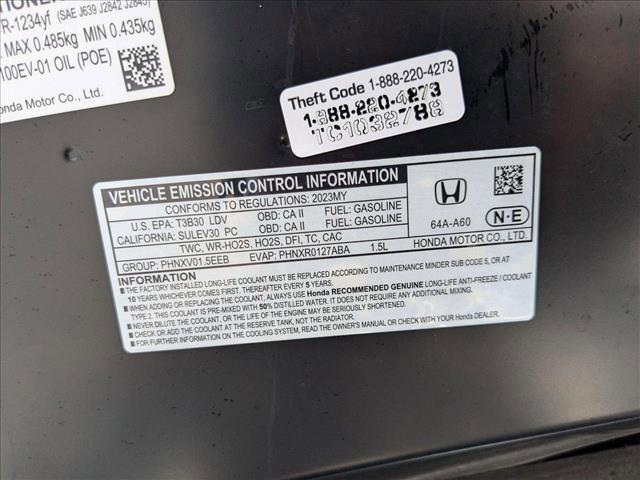 R-1234yf (SAE J639 J2842 J2845)
MAX 0.485kg MIN 0.435kg
100EV-01 OIL (POE)
Honda Motor Co., Ltd.
Theft Code 1-888-220-4273
1-888-220-4273
VEHICLE EMISSION CONTROL INFORMATION
CONFORMS TO REGULATIONS: 2023MY
U.S. EPA: T3B30 LDV OBD: CA II FUEL: GASOLINE
CALIFORNIA: SULEV30 PC OBD: CA II FUEL: GASOLINE
TWC, WR-HO2S, HO2S, DFI, TC, CAC
GROUP: PHNXV01.5EEB EVAP: PHNXR0127ABA 1.5L
64A-A60
N-E
HONDA MOTOR CO., LTD.
INFORMATION
■THE FACTORY INSTALLED LONG-LIFE COOLANT MUST BE REPLACED ACCORDING TO MAINTENANCE MINDER SUB CODE 5, OR AT
10 YEARS WHICHEVER COMES FIRST. THEREAFTER EVERY 5 YEARS.
■WHEN ADDING OR REPLACING THE COOLANT, ALWAYS USE HONDA RECOMMENDED GENUINE LONG-LIFE ANTI-FREEZE / COOLANT
TYPE 2. THIS COOLANT IS PRE-MIXED WITH 50% DISTILLED WATER AND DOES NOT REQUIRE ANY ADDITIONAL MIXING.
■NEVER DILUTE COOLANT, OR THE LIFE OF THE ENGINE MAY BE SERIOUSLY DECREASED.
■CHECK OR ADD THE COOLANT AT THE RESERVE TANK, NOT THE RADIATOR.
■FOR FURTHER SERVICE INFORMATION, READ THE OWNER'S MANUAL OR CHECK WITH YOUR Honda DEALER.